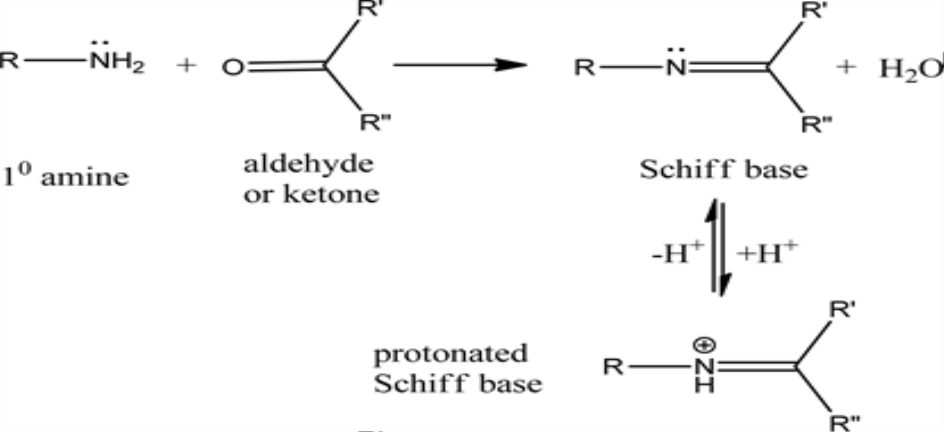 R—N̈H₂ + O=C R' R" → R—N̈= R' R" + H₂O
1⁰ amine
aldehyde
or ketone
Schiff base
-H⁺ +H⁺
protonated
Schiff base
R—N⊕H= R' R"